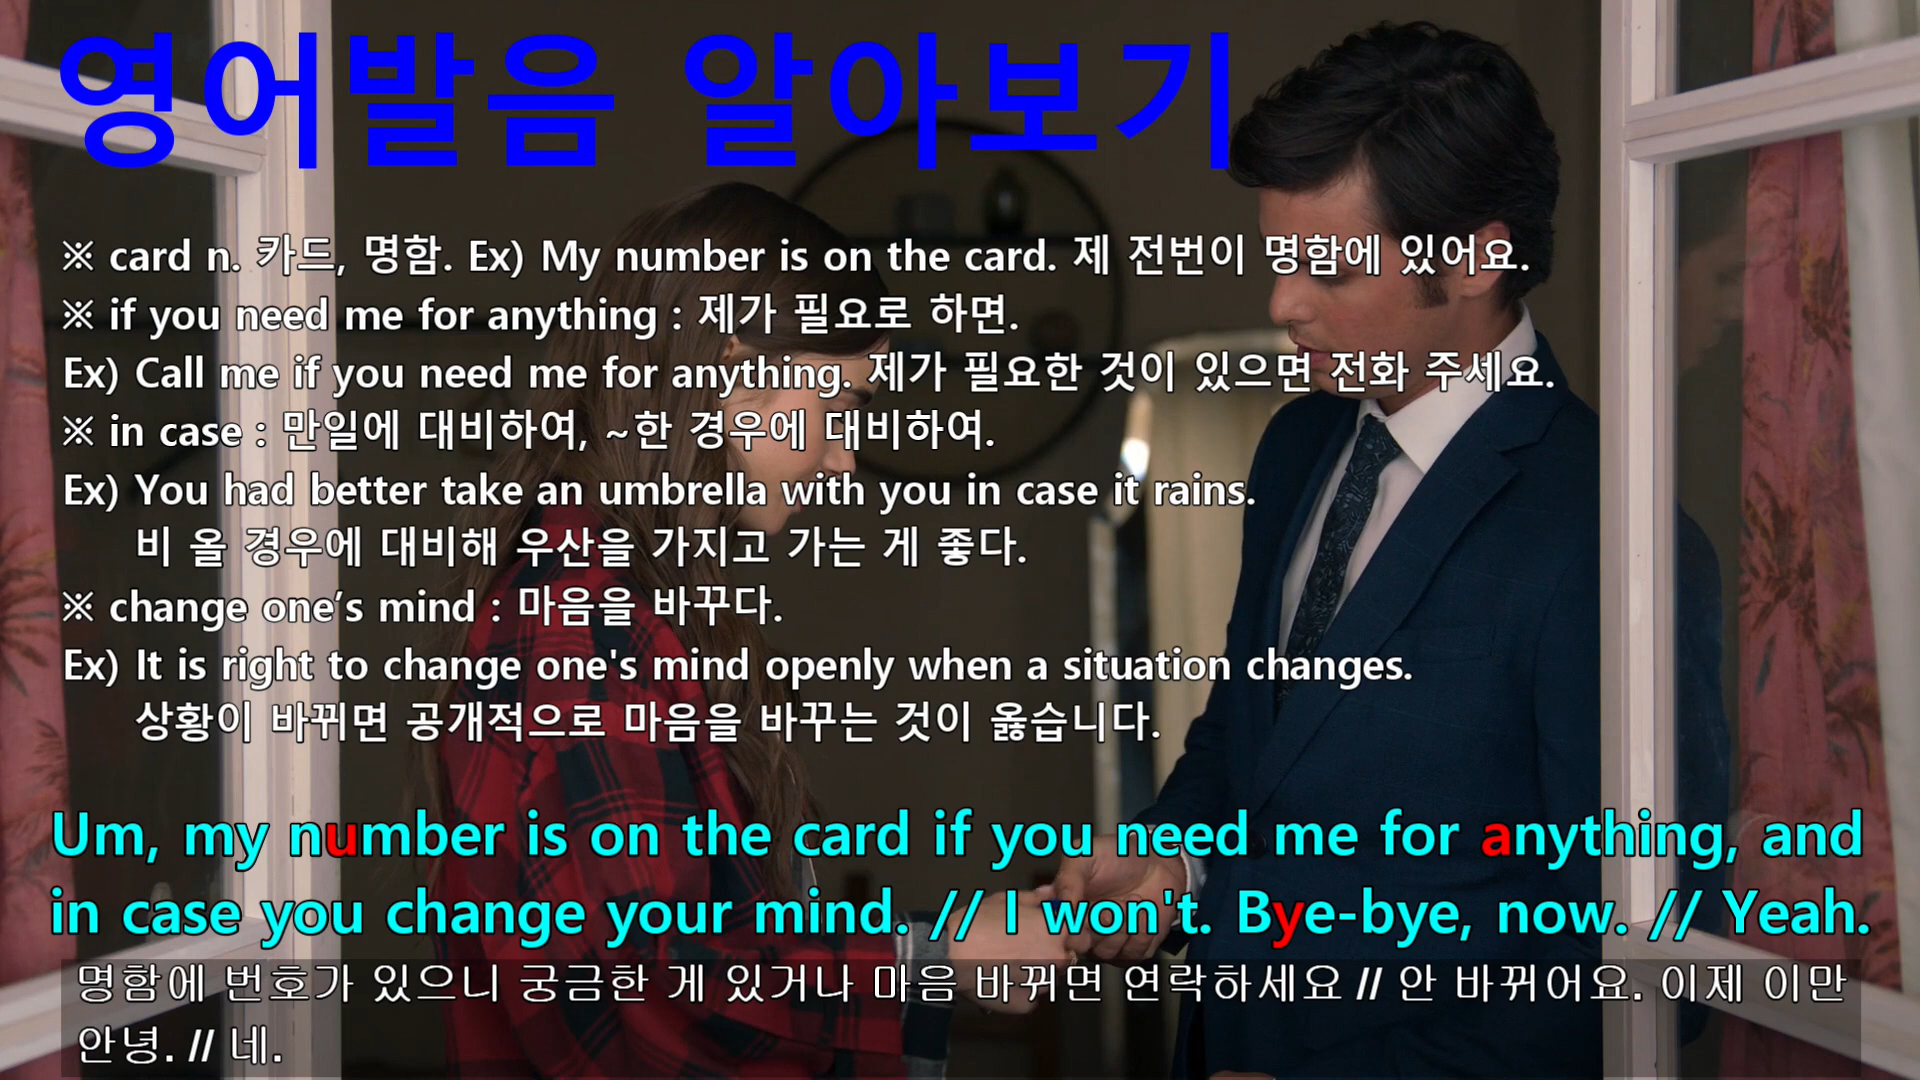 영어발음 알아보기
※ card n. 카드, 명함. Ex) My number is on the card. 제 전번이 명함에 있어요.
※ if you need me for anything : 제가 필요로 하면.
Ex) Call me if you need me for anything. 제가 필요한 것이 있으면 전화 주세요.
※ in case : 만일에 대비하여, ~한 경우에 대비하여.
Ex) You had better take an umbrella with you in case it rains.
비 올 경우에 대비해 우산을 가지고 가는 게 좋다.
※ change one’s mind : 마음을 바꾸다.
Ex) It is right to change one's mind openly when a situation changes.
상황이 바뀌면 공개적으로 마음을 바꾸는 것이 옳습니다.
Um, my number is on the card if you need me for anything, and
in case you change your mind. // I won't. Bye-bye, now. // Yeah.
명함에 번호가 있으니 궁금한 게 있거나 마음 바뀌면 연락하세요 // 안 바뀌어요. 이제 이만
안녕. // 네.